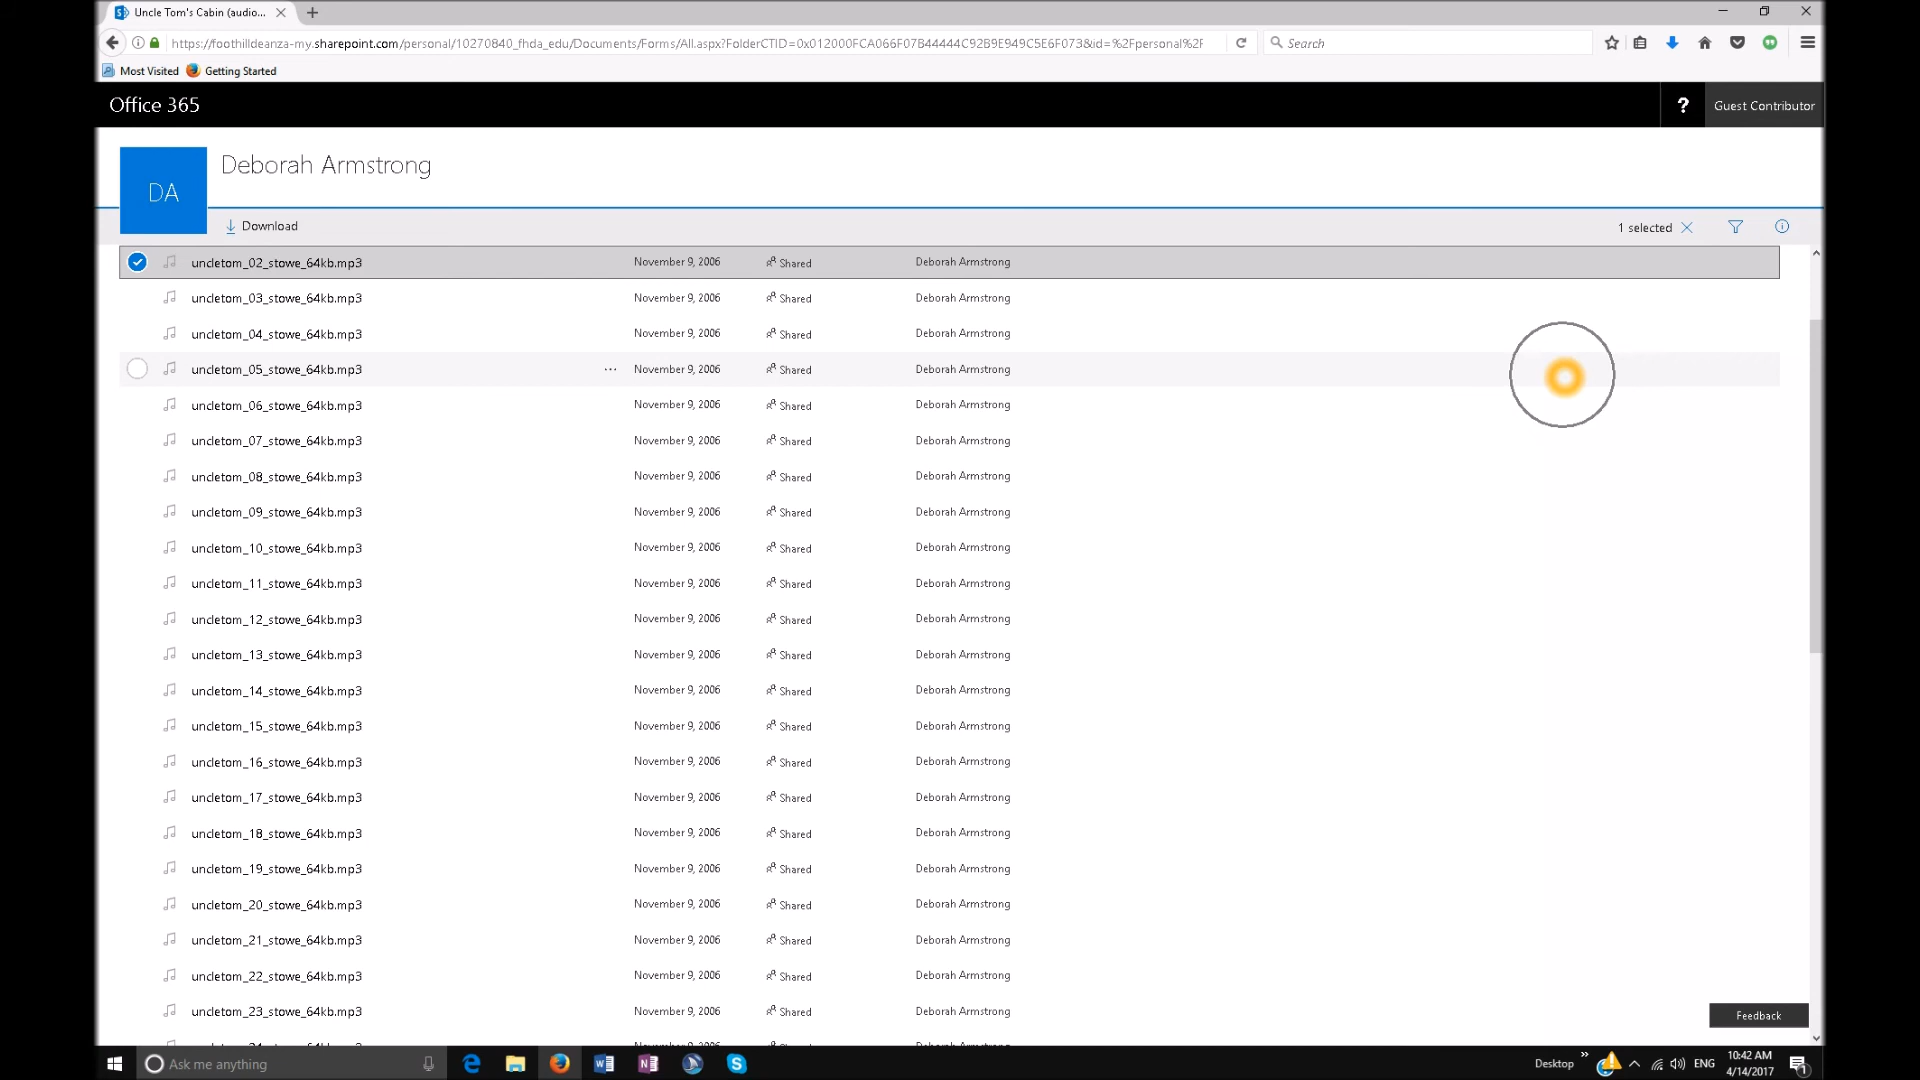 Uncle Tom's Cabin (audio...
https://foothilldeanza-my.sharepoint.com/personal/10270840_fhda_edu/Documents/Forms/All.aspx?FolderCTID=0x012000FCA066F07B44444C92B9E949C5E6F073&id=%2Fpersonal%2F
Search
Most Visited Getting Started
Office 365 ? Guest Contributor
Deborah Armstrong
DA
Download 1 selected
uncletom_02_stowe_64kb.mp3 November 9, 2006 Shared Deborah Armstrong
uncletom_03_stowe_64kb.mp3 November 9, 2006 Shared Deborah Armstrong
uncletom_04_stowe_64kb.mp3 November 9, 2006 Shared Deborah Armstrong
uncletom_05_stowe_64kb.mp3 ... November 9, 2006 Shared Deborah Armstrong
uncletom_06_stowe_64kb.mp3 November 9, 2006 Shared Deborah Armstrong
uncletom_07_stowe_64kb.mp3 November 9, 2006 Shared Deborah Armstrong
uncletom_08_stowe_64kb.mp3 November 9, 2006 Shared Deborah Armstrong
uncletom_09_stowe_64kb.mp3 November 9, 2006 Shared Deborah Armstrong
uncletom_10_stowe_64kb.mp3 November 9, 2006 Shared Deborah Armstrong
uncletom_11_stowe_64kb.mp3 November 9, 2006 Shared Deborah Armstrong
uncletom_12_stowe_64kb.mp3 November 9, 2006 Shared Deborah Armstrong
uncletom_13_stowe_64kb.mp3 November 9, 2006 Shared Deborah Armstrong
uncletom_14_stowe_64kb.mp3 November 9, 2006 Shared Deborah Armstrong
uncletom_15_stowe_64kb.mp3 November 9, 2006 Shared Deborah Armstrong
uncletom_16_stowe_64kb.mp3 November 9, 2006 Shared Deborah Armstrong
uncletom_17_stowe_64kb.mp3 November 9, 2006 Shared Deborah Armstrong
uncletom_18_stowe_64kb.mp3 November 9, 2006 Shared Deborah Armstrong
uncletom_19_stowe_64kb.mp3 November 9, 2006 Shared Deborah Armstrong
uncletom_20_stowe_64kb.mp3 November 9, 2006 Shared Deborah Armstrong
uncletom_21_stowe_64kb.mp3 November 9, 2006 Shared Deborah Armstrong
uncletom_22_stowe_64kb.mp3 November 9, 2006 Shared Deborah Armstrong
uncletom_23_stowe_64kb.mp3 November 9, 2006 Shared Deborah Armstrong
Feedback
Ask me anything Desktop ENG 10:42 AM
4/14/2017